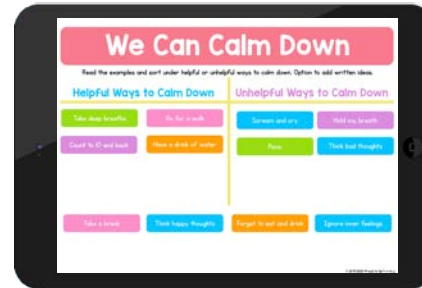 We Can Calm Down
Read the examples and sort under helpful or unhelpful ways to calm down. Option to add written ideas.
Helpful Ways to Calm Down
Unhelpful Ways to Calm Down
Take deep breaths
Go for a walk
Scream and cry
Hold my breath
Count to 10 and back
Have a drink of water
Think bad thoughts
Take a break
Think happy thoughts
Forget to eat and drink
Ignore inner feelings